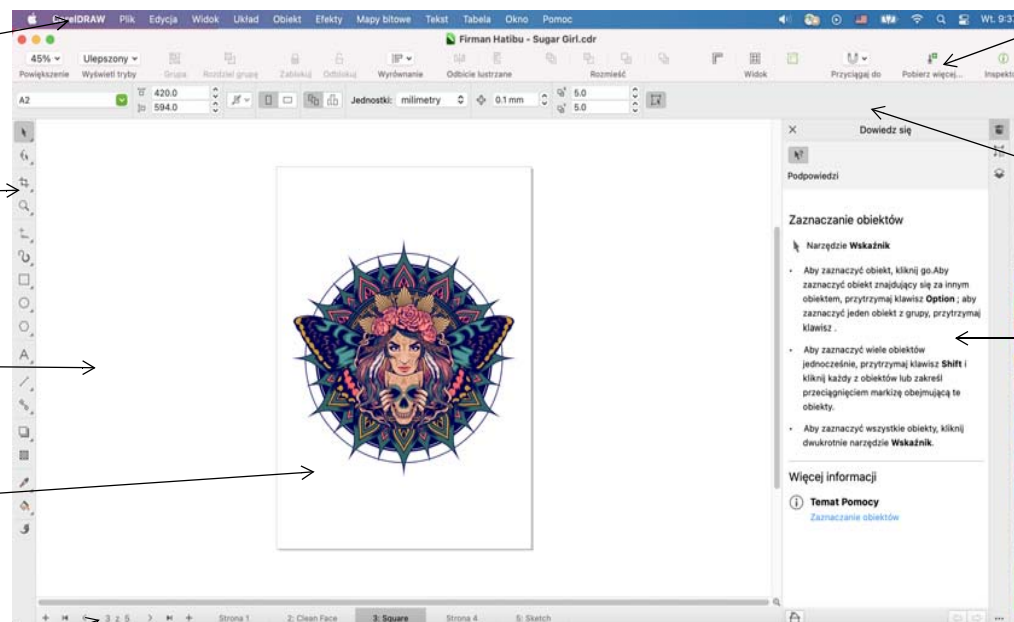 CorelDRAW Plik Edycja Widok Układ Obiekt Efekty Mapy bitowe Tekst Tabela Okno Pomoc Wt. 9:3
Firman Hatibu - Sugar Girl.cdr
45% Ulepszony
Powiększenie Wyświetl tryby Grupa Rozdziel grupę Zablokuj Odblokuj Wyrównanie Odbicie lustrzane Rozmieść Widok Przyciągaj do Pobierz więcej... Inspekto
A2 420.0 594.0 Jednostki: milimetry 0.1 mm 5.0 5.0
Dowiedz się
Podpowiedzi
Zaznaczanie obiektów
Narzędzie Wskaźnik
• Aby zaznaczyć obiekt, kliknij go.Aby
zaznaczyć obiekt znajdujący się za innym
obiektem, przytrzymaj klawisz Option ; aby
zaznaczyć jeden obiekt z grupy, przytrzymaj
klawisz .
• Aby zaznaczyć wiele obiektów
jednocześnie, przytrzymaj klawisz Shift i
kliknij każdy z obiektów lub zakreśl
przeciągnięciem markizę obejmującą te
obiekty.
• Aby zaznaczyć wszystkie obiekty, kliknij
dwukrotnie narzędzie Wskaźnik.
Więcej informacji
Temat Pomocy
Zaznaczanie obiektów
3 z 5 Strona 1 2: Clean Face 3: Square Strona 4 5: Sketch